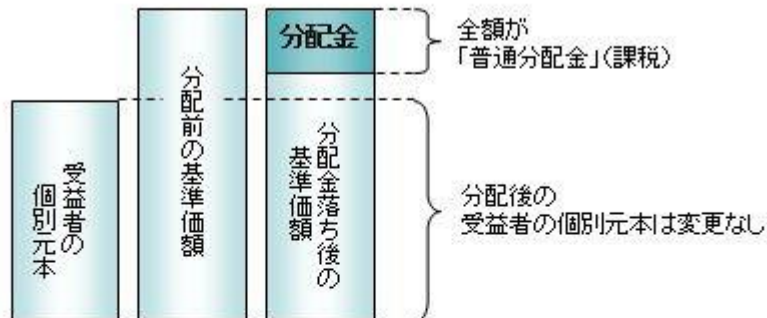 受益者の
個別元本
分配前の基準価額
分配金
分配金落ち後の
基準価額
全額が
「普通分配金」(課税)
分配後の
受益者の個別元本は変更なし